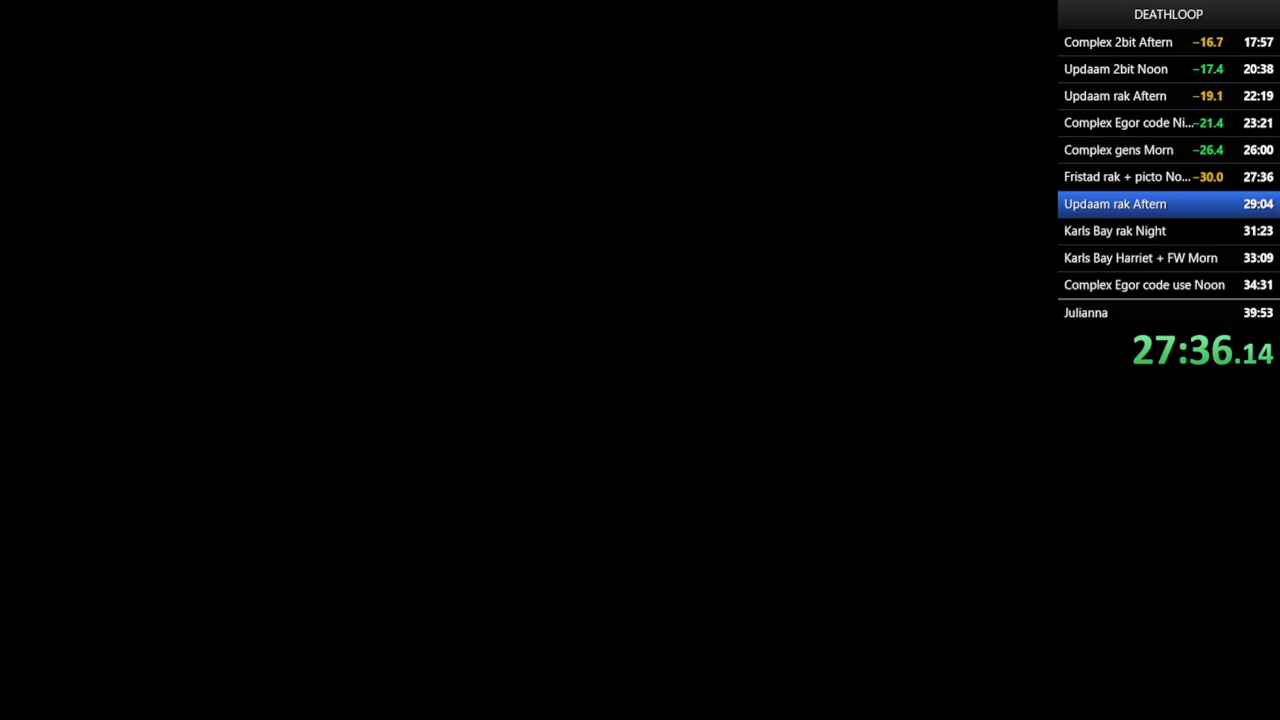 DEATHLOOP
Complex 2bit Aftern −16.7 17:57
Updaam 2bit Noon −17.4 20:38
Updaam rak Aftern −19.1 22:19
Complex Egor code Ni... −21.4 23:21
Complex gens Morn −26.4 26:00
Fristad rak + picto No... −30.0 27:36
Updaam rak Aftern 29:04
Karls Bay rak Night 31:23
Karls Bay Harriet + FW Morn 33:09
Complex Egor code use Noon 34:31
Julianna 39:53
27:36.14